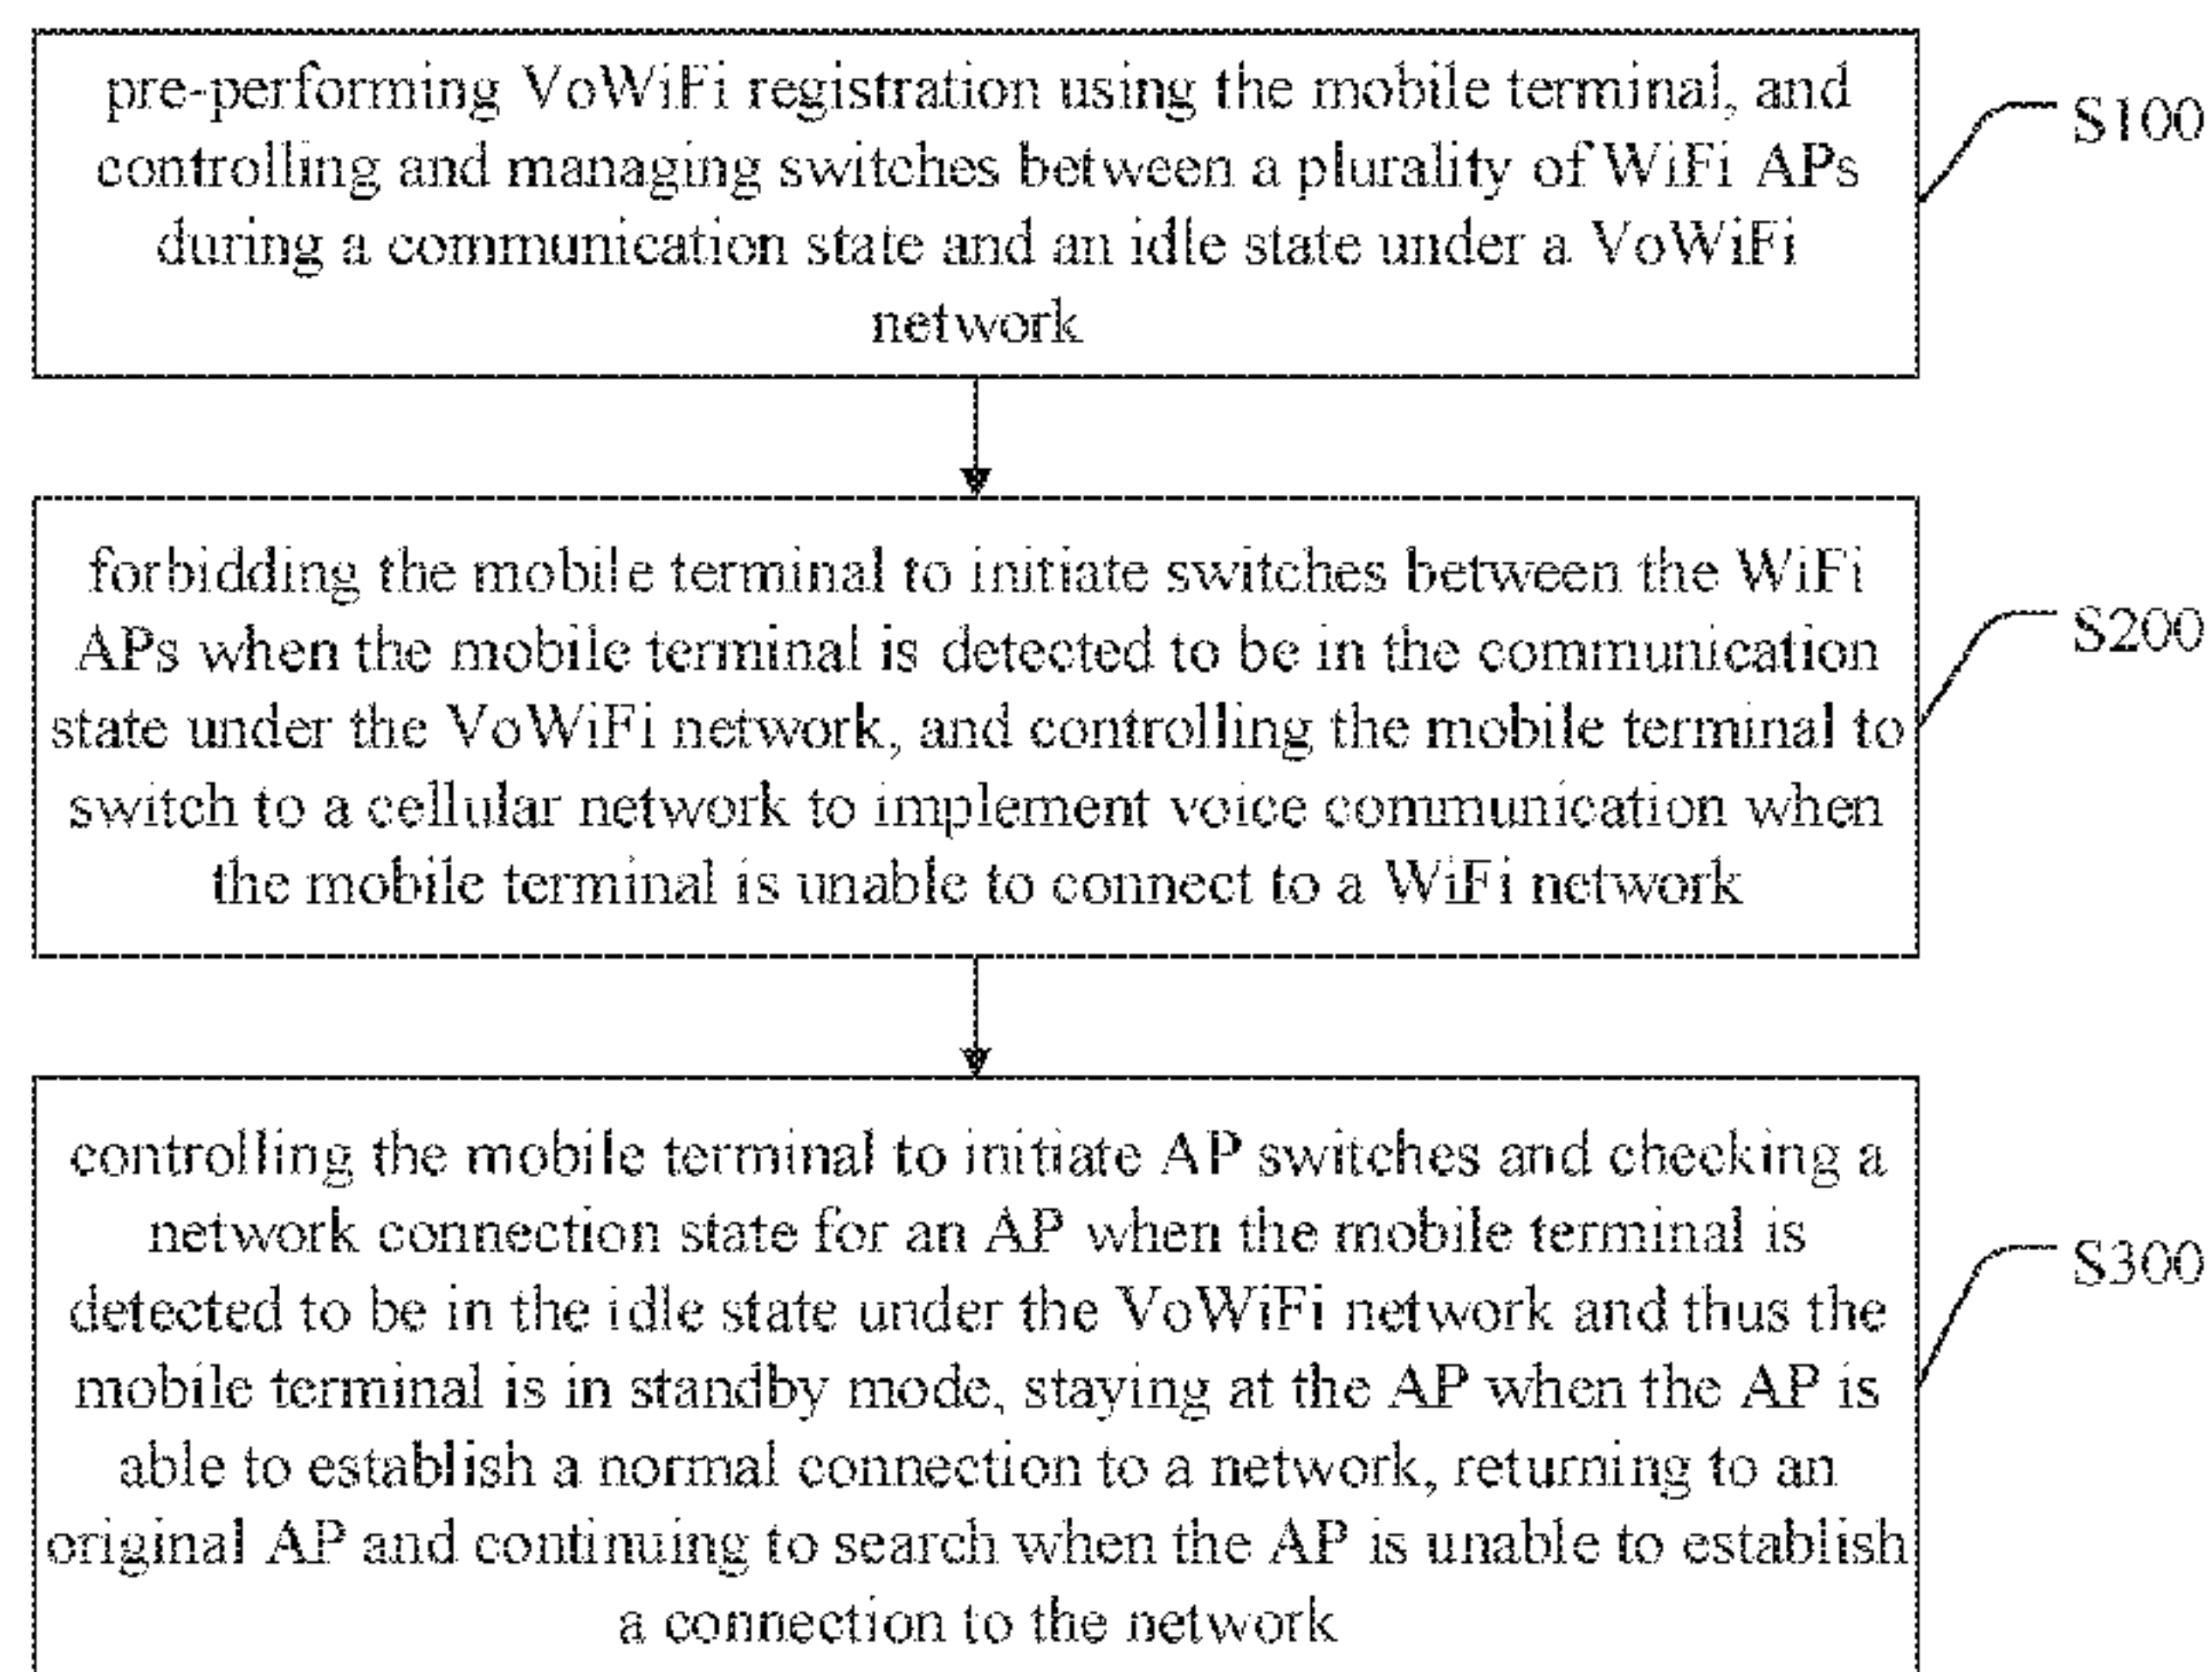 pre-performing VoWiFi registration using the mobile terminal, and
controlling and managing switches between a plurality of WiFi APs
during a communication state and an idle state under a VoWiFi
network
S100
forbidding the mobile terminal to initiate switches between the WiFi
APs when the mobile terminal is detected to be in the communication
state under the VoWiFi network, and controlling the mobile terminal to
switch to a cellular network to implement voice communication when
the mobile terminal is unable to connect to a WiFi network
S200
controlling the mobile terminal to initiate AP switches and checking a
network connection state for an AP when the mobile terminal is
detected to be in the idle state under the VoWiFi network and thus the
mobile terminal is in standby mode, staying at the AP when the AP is
able to establish a normal connection to a network, returning to an
original AP and continuing to search when the AP is unable to establish
a connection to the network
S300